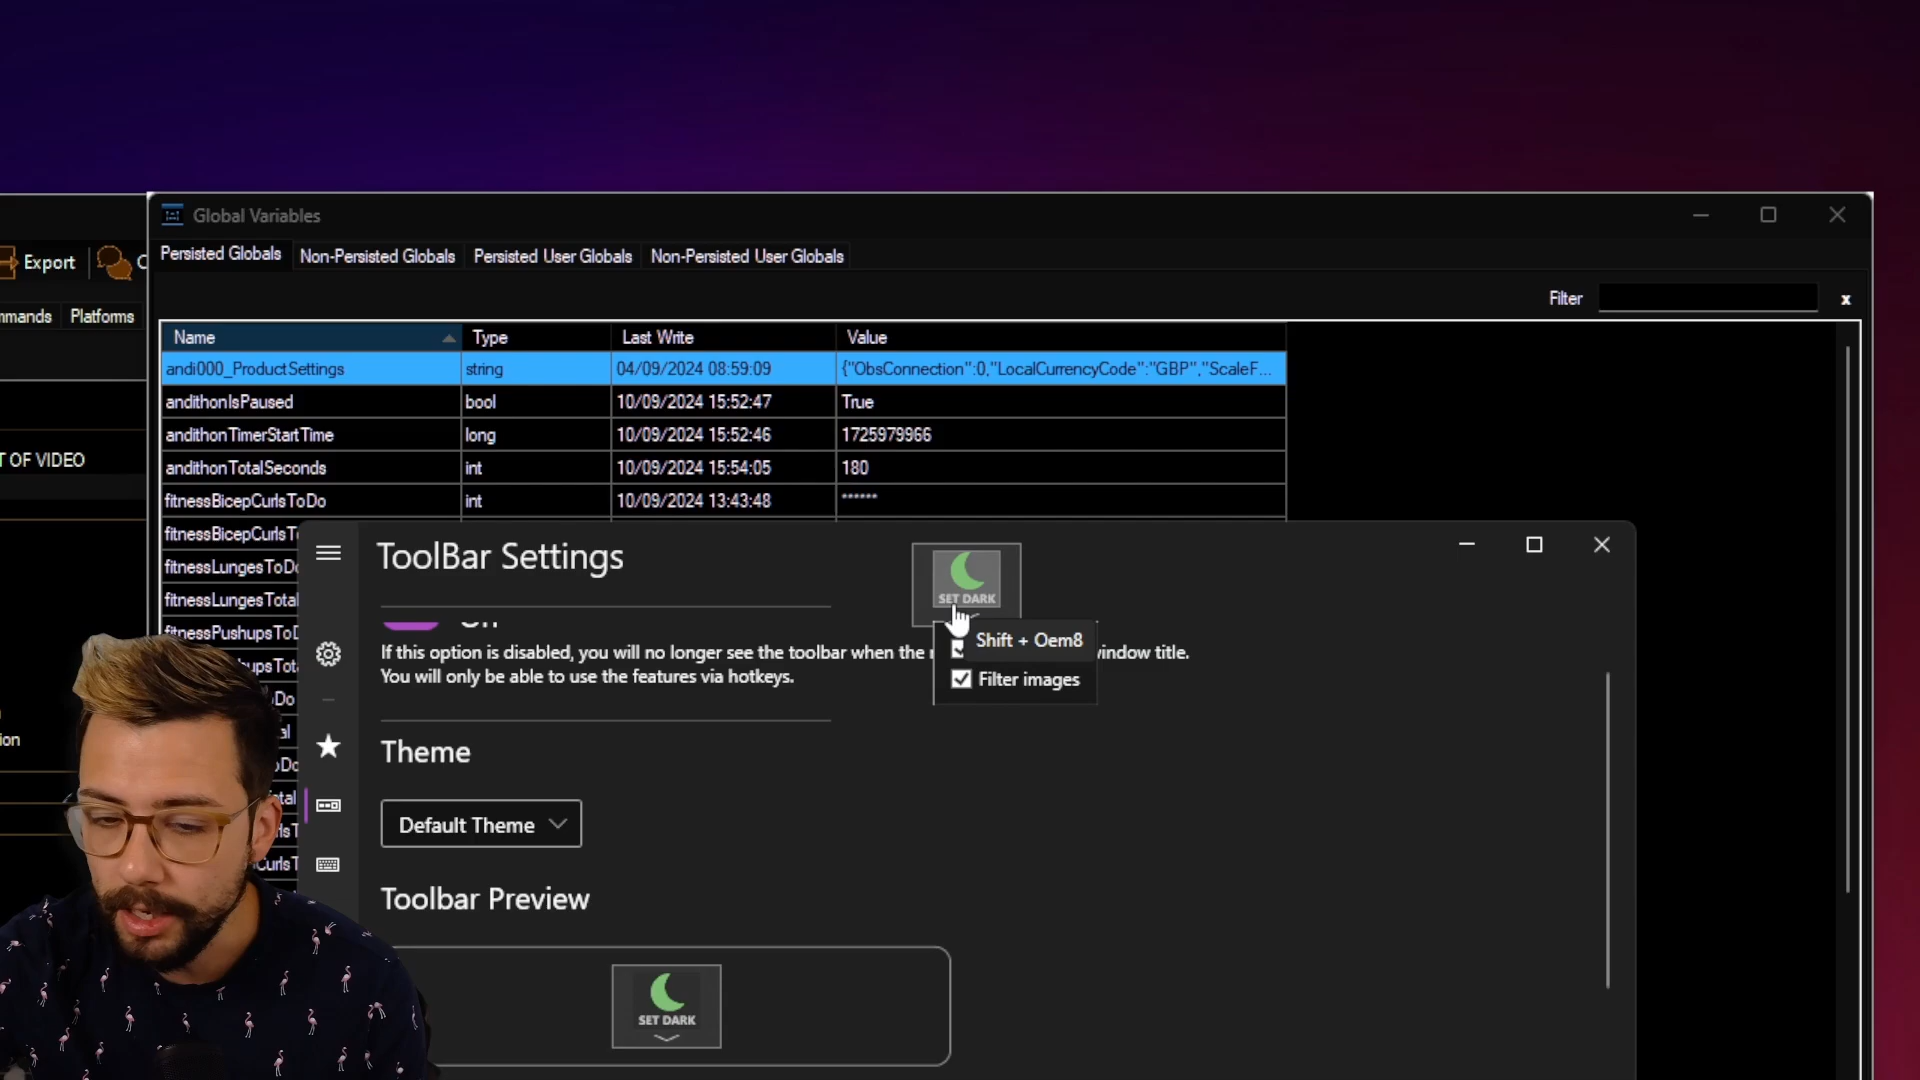 Global Variables
Export
Persisted Globals Non-Persisted Globals Persisted User Globals Non-Persisted User Globals
mmands Platforms
Filter x
Name Type Last Write Value
andi000_ProductSettings string 04/09/2024 08:59:09 {"ObsConnection":0,"LocalCurrencyCode":"GBP","ScaleF...
andithonIsPaused bool 10/09/2024 15:52:47 True
andithonTimerStartTime long 10/09/2024 15:52:46 1725979966
T OF VIDEO
andithonTotalSeconds int 10/09/2024 15:54:05 180
fitnessBicepCurlsToDo int 10/09/2024 13:43:48 ******
fitnessBicepCurlsT
fitnessLungesToDo
fitnessLungesTotal
fitnessPushupsToD
ToolBar Settings
SET DARK
Shift + Oem8
If this option is disabled, you will no longer see the toolbar when the indow title.
You will only be able to use the features via hotkeys.
Filter images
Theme
Default Theme
Toolbar Preview
SET DARK